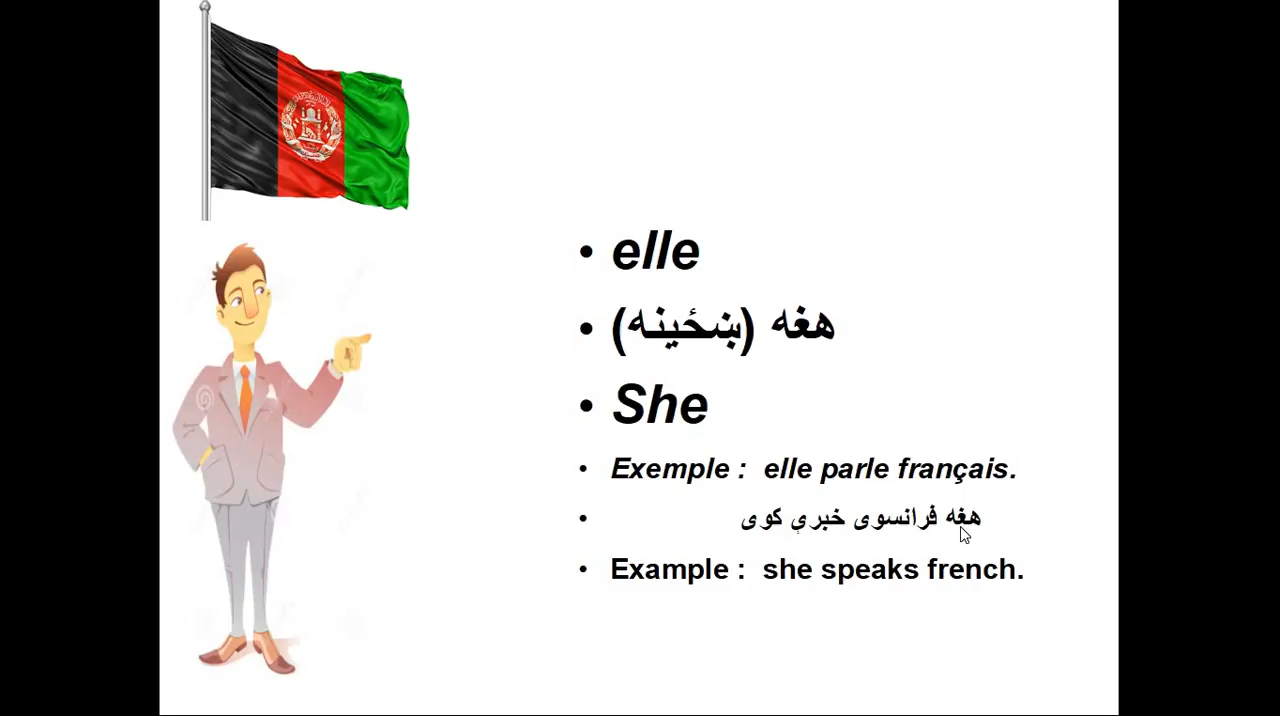 elle
هغه (ښځینه)
She
Exemple : elle parle français.
هغه فرانسوی خبرې کوی
Example : she speaks french.